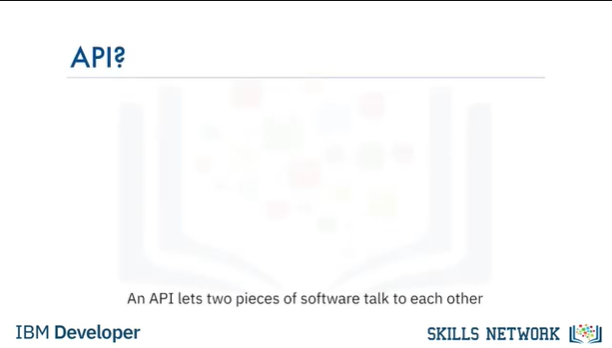 API?
An API lets two pieces of software talk to each other
IBM Developer
SKILLS NETWORK